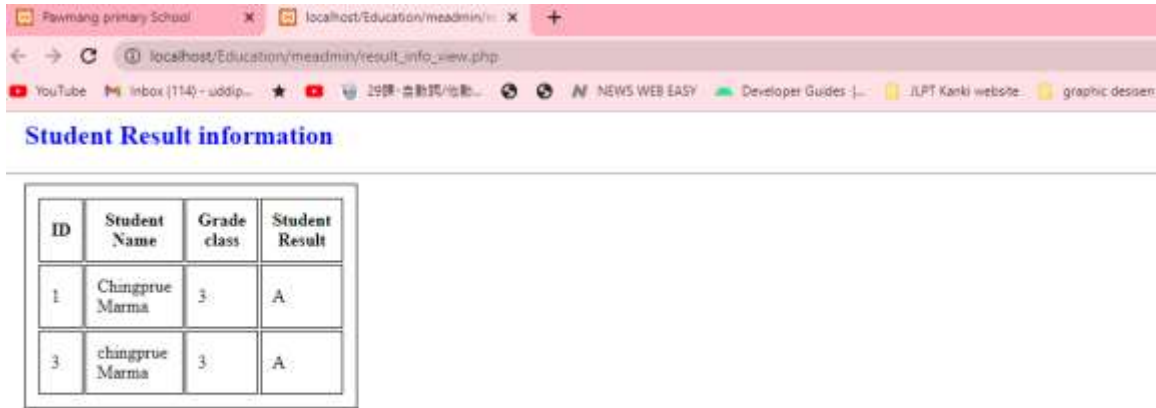 Pawmang primary School
localhost/Education/meadmin/
localhost/Education/meadmin/result_info_view.php
YouTube Inbox (114) - uddip... NEWS WEB EASY Developer Guides |... JLPT Kanki website graphic
Student Result information
ID Student Name Grade class Student Result
1 Chingprue Marma 3 A
3 chingprue Marma 3 A